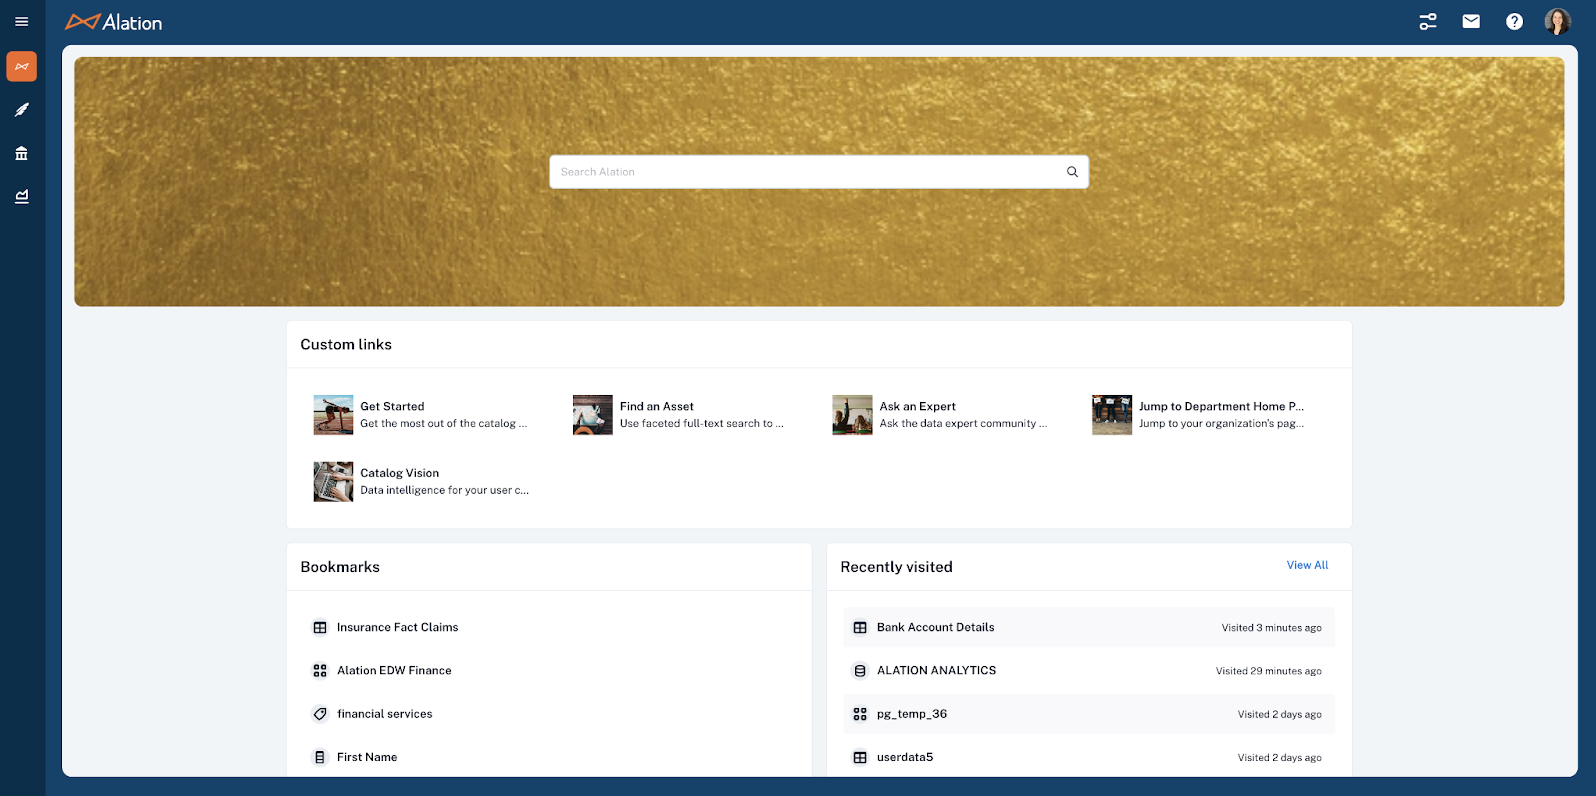 Alation
Search Alation
Custom links
Get Started
Get the most out of the catalog ...
Find an Asset
Use faceted full-text search to ...
Ask an Expert
Ask the data expert community ...
Jump to Department Home P...
Jump to your organization's pag...
Catalog Vision
Data intelligence for your user c...
Bookmarks
Insurance Fact Claims
Alation EDW Finance
financial services
First Name
Recently visited
View All
Bank Account Details
Visited 3 minutes ago
ALATION ANALYTICS
Visited 29 minutes ago
pg_temp_36
Visited 2 days ago
userdata5
Visited 2 days ago